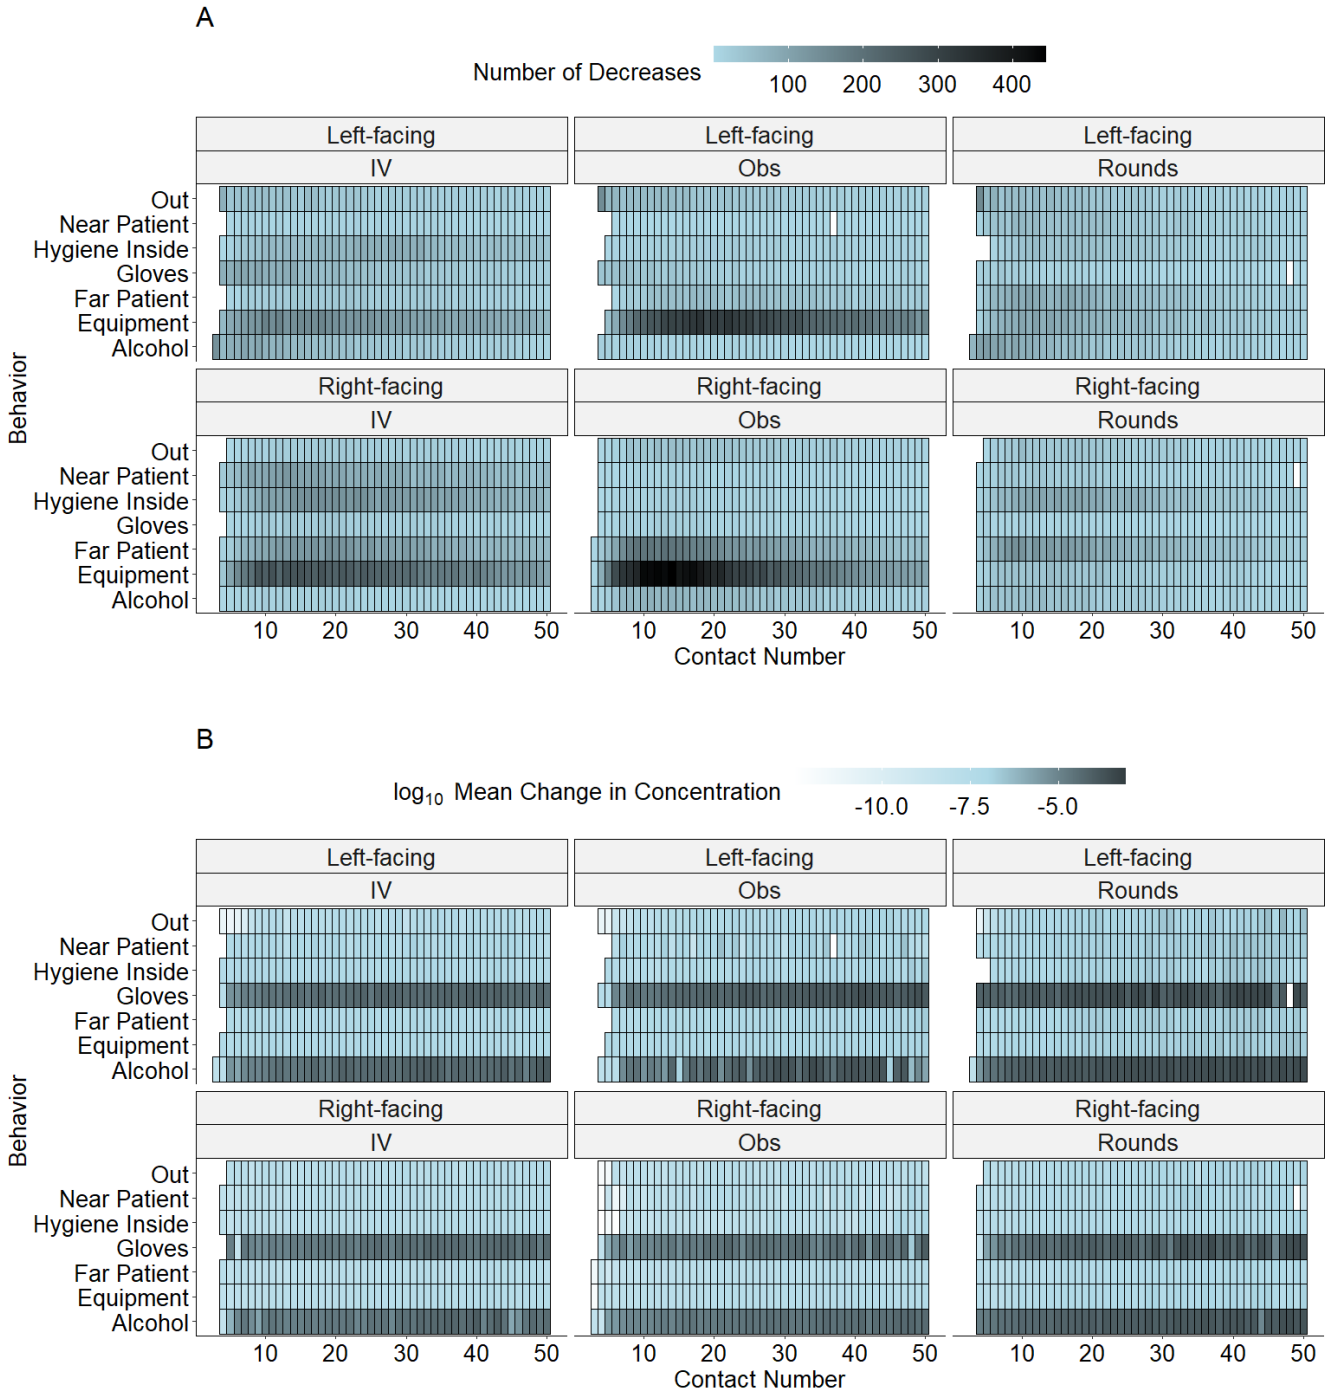 A
Number of Decreases
100 200 300 400
Left-facing Left-facing Left-facing
IV Obs Rounds
Out
Near Patient
Hygiene Inside
Gloves
Far Patient
Equipment
Alcohol
Behavior
Right-facing Right-facing Right-facing
IV Obs Rounds
Out
Near Patient
Hygiene Inside
Gloves
Far Patient
Equipment
Alcohol
10 20 30 40 50 10 20 30 40 50 10 20 30 40 50
Contact Number
B
log10 Mean Change in Concentration
-10.0 -7.5 -5.0
Left-facing Left-facing Left-facing
IV Obs Rounds
Out
Near Patient
Hygiene Inside
Gloves
Far Patient
Equipment
Alcohol
Behavior
Right-facing Right-facing Right-facing
IV Obs Rounds
Out
Near Patient
Hygiene Inside
Gloves
Far Patient
Equipment
Alcohol
10 20 30 40 50 10 20 30 40 50 10 20 30 40 50
Contact Number